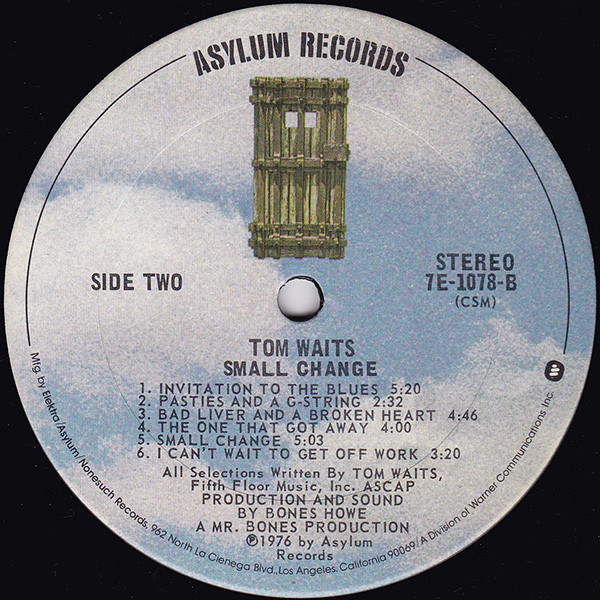 ASYLUM RECORDS
SIDE TWO
STEREO
7E-1078-B
(CSM)
TOM WAITS
SMALL CHANGE
1. INVITATION TO THE BLUES 5:20
2. PASTIES AND A G-STRING 2:32
3. BAD LIVER AND A BROKEN HEART 4:46
4. THE ONE THAT GOT AWAY 4:00
5. SMALL CHANGE 5:03
6. I CAN'T WAIT TO GET OFF WORK 3:20
All Selections Written By TOM WAITS,
Fifth Floor Music, Inc. ASCAP
PRODUCTION AND SOUND
BY BONES HOWE
A MR. BONES PRODUCTION
℗1976 by Asylum
Records
Mfg. by Elektra/Asylum/Nonesuch Records, 962 North La Cienega Blvd., Los Angeles, California 90069/A Division of Warner Communications Inc.